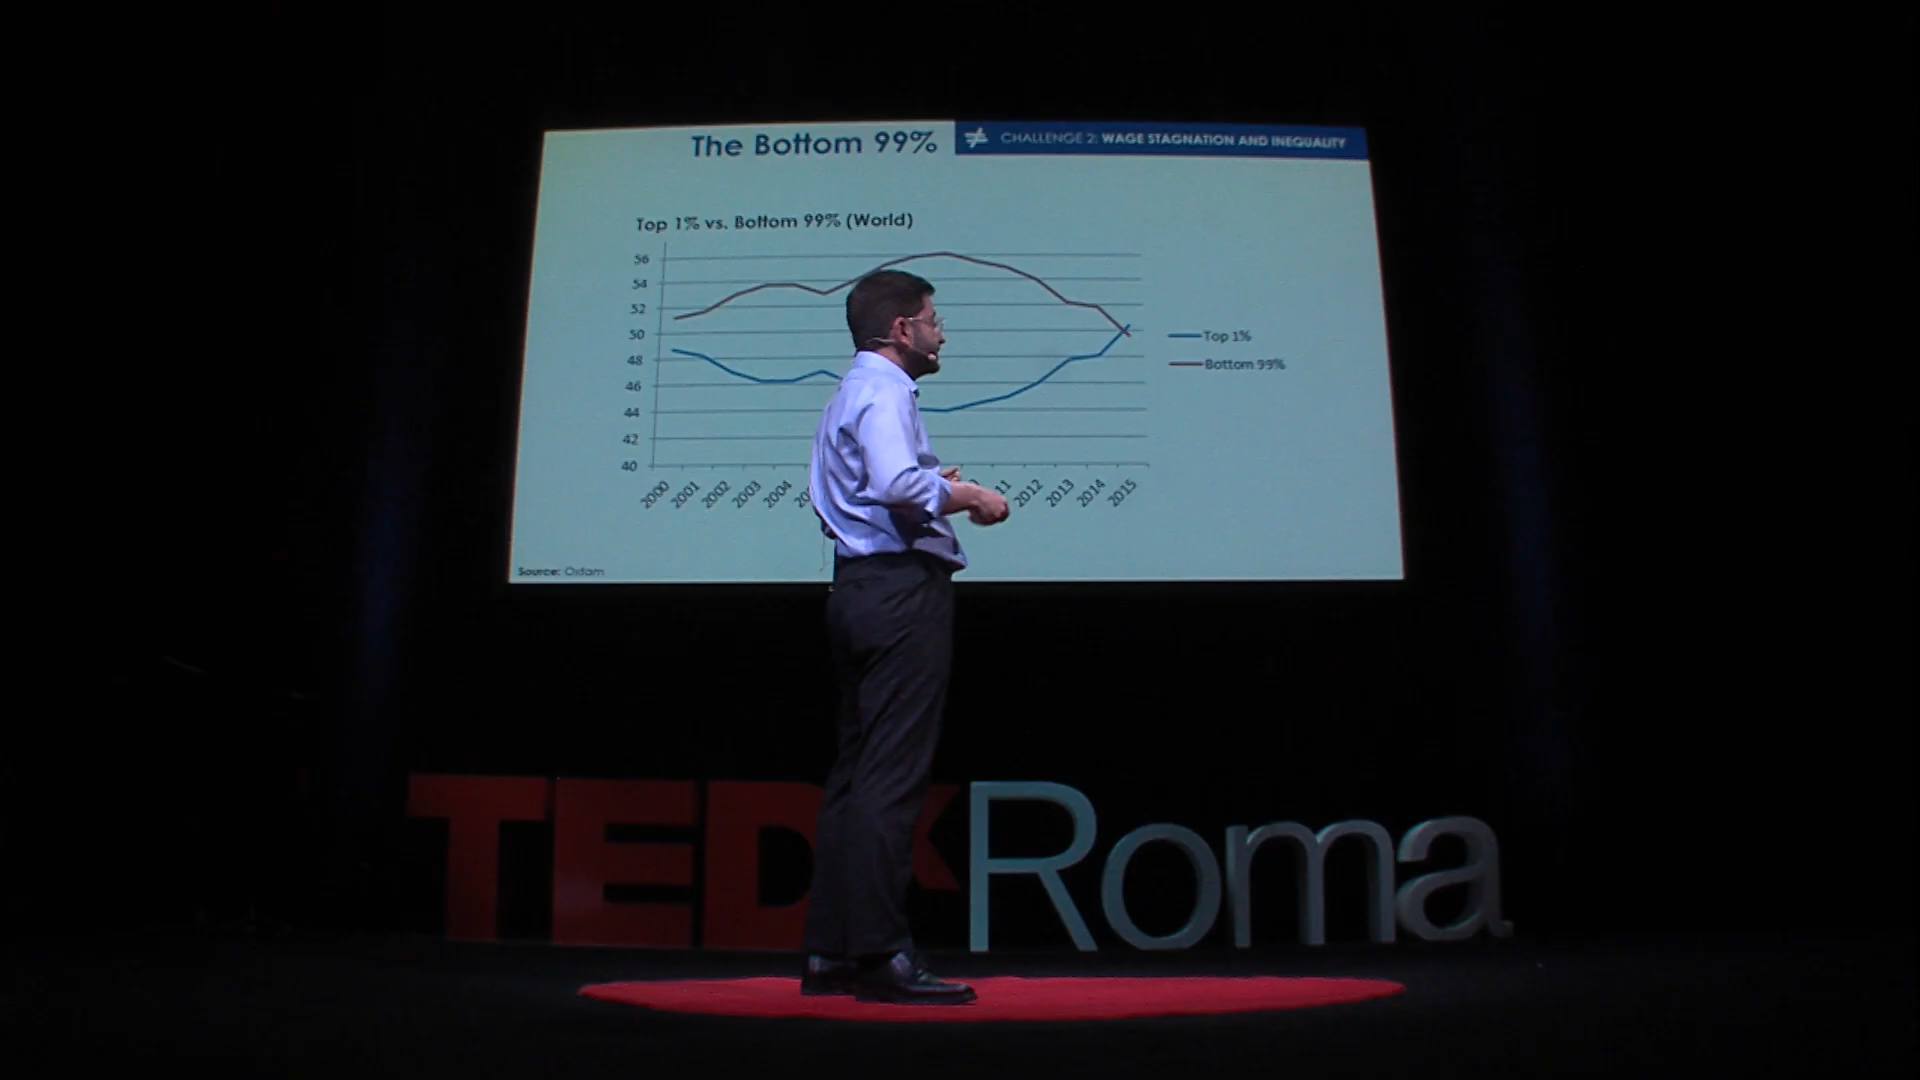 The Bottom 99%
CHALLENGE 2: WAGE STAGNATION AND INEQUALITY
Top 1% vs. Bottom 99% (World)
56
54
52
50
48
46
44
42
40
2000 2001 2002 2003 2004 2012 2013 2014 2015
Top 1%
Bottom 99%
Source: Oxfam
TEDxRoma